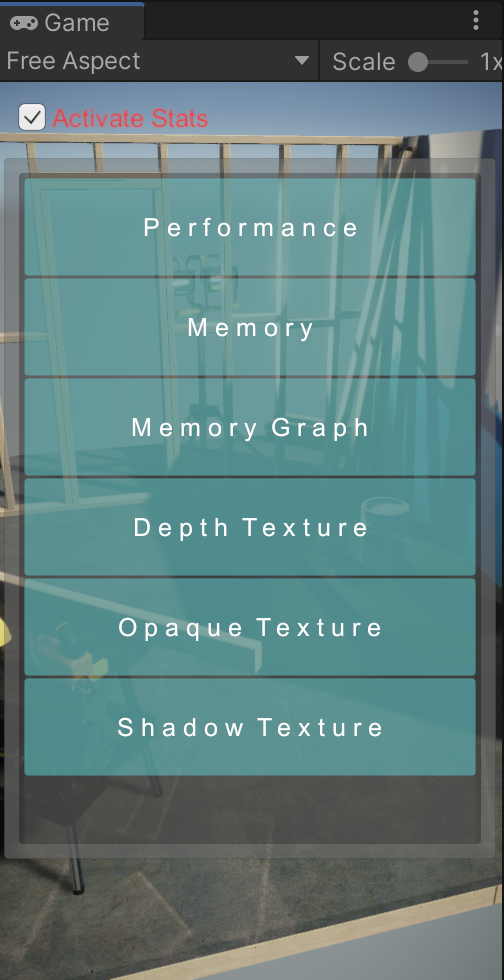 Game
Free Aspect
Scale 1x
Activate Stats
Performance
Memory
Memory Graph
Depth Texture
Opaque Texture
Shadow Texture